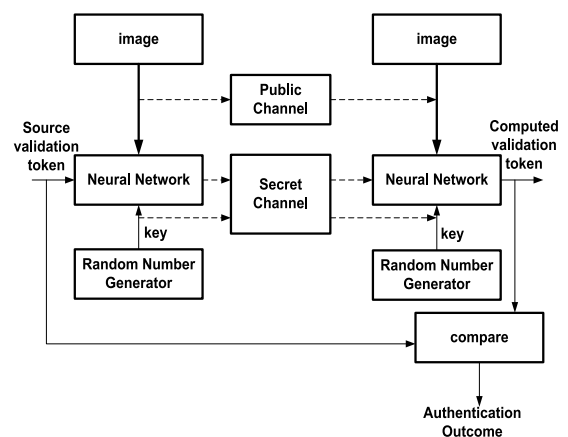 image
image
Public
Channel
Source
validation
token
Computed
validation
token
Neural Network
Secret
Channel
Neural Network
key
key
Random Number
Generator
Random Number
Generator
compare
Authentication
Outcome